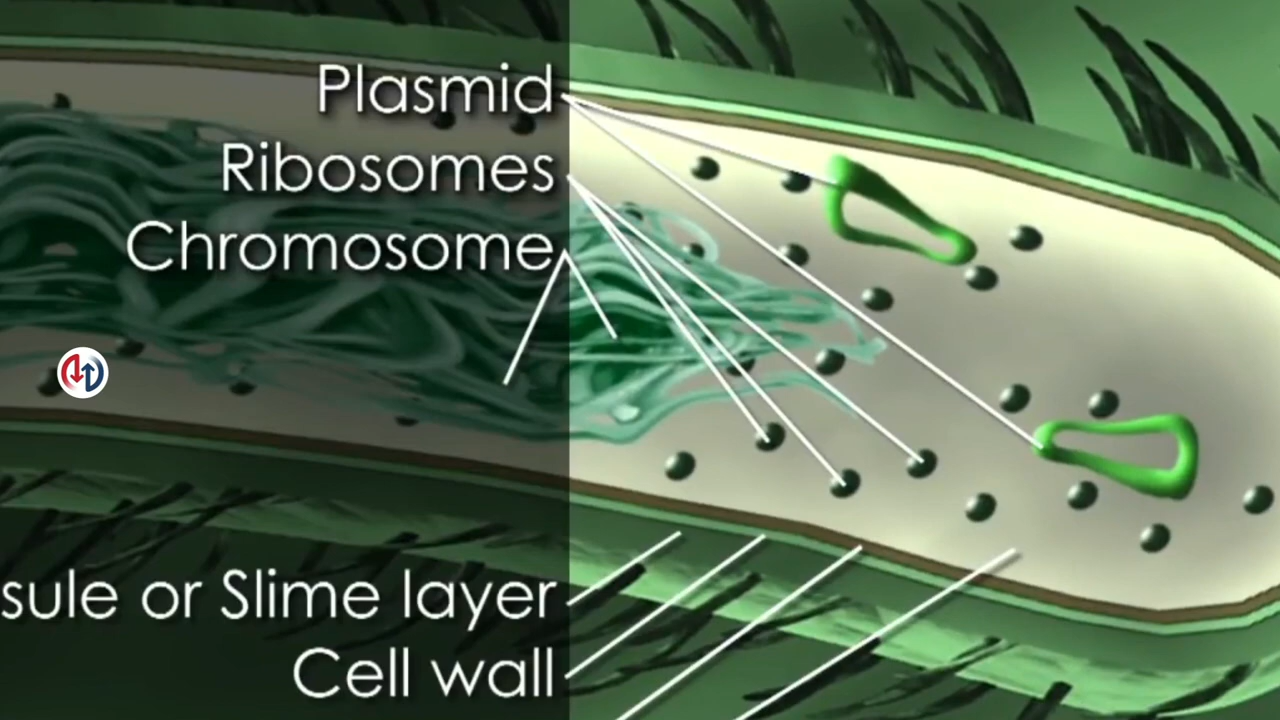 Plasmid
Ribosomes
Chromosome
sule or Slime layer
Cell wall